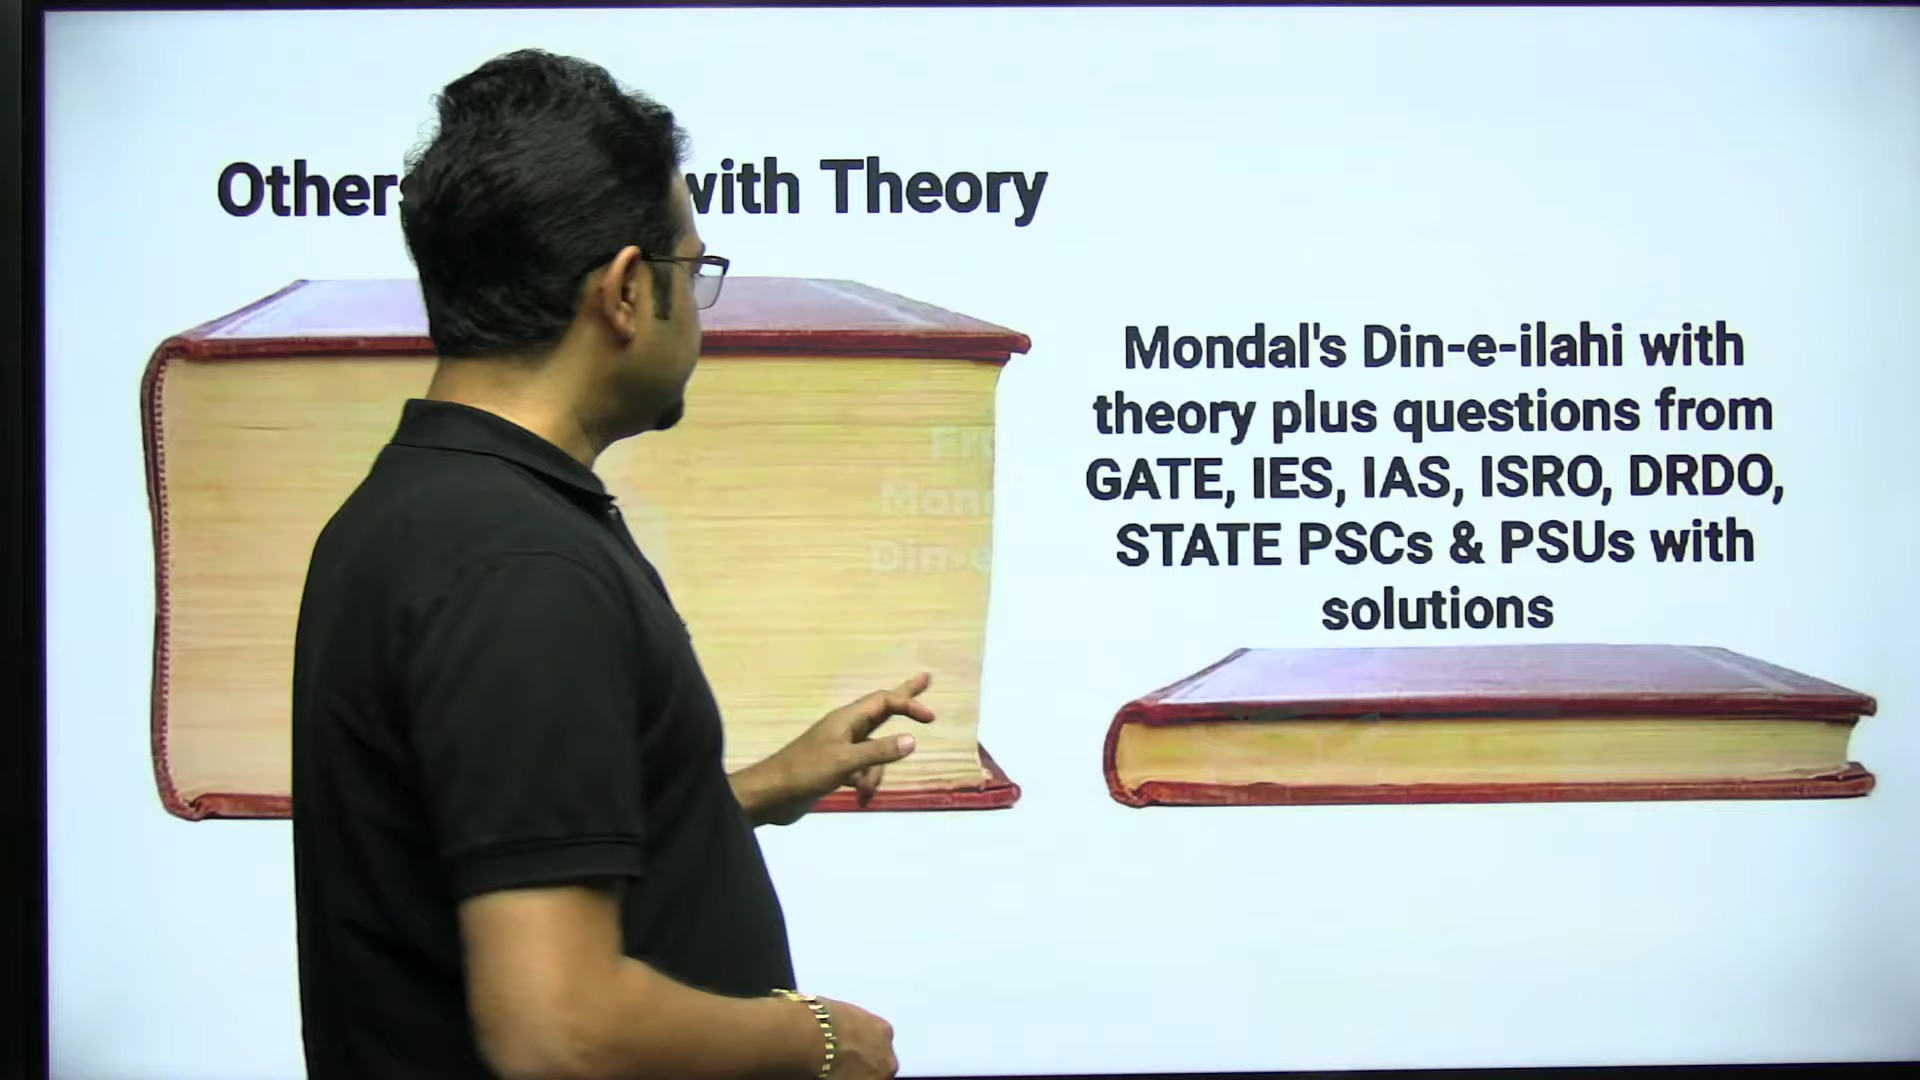 Others with Theory
Mondal's Din-e-ilahi with
theory plus questions from
GATE, IES, IAS, ISRO, DRDO,
STATE PSCs & PSUs with
solutions